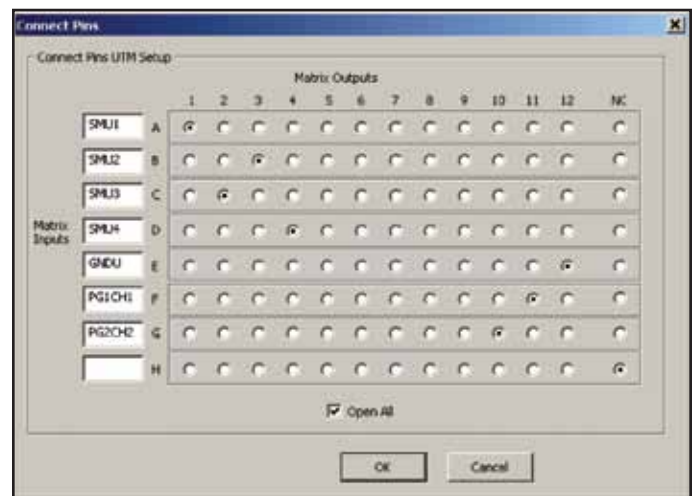 Connect Pins
Connect Pins UTM Setup
Matrix Outputs
1 2 3 4 5 6 7 8 9 10 11 12 NC
SMU1 A
SMU2 B
SMU3 C
Matrix Inputs
SMU4 D
GNDU E
PG1CH1 F
PG2CH2 G
H
Open All
OK Cancel